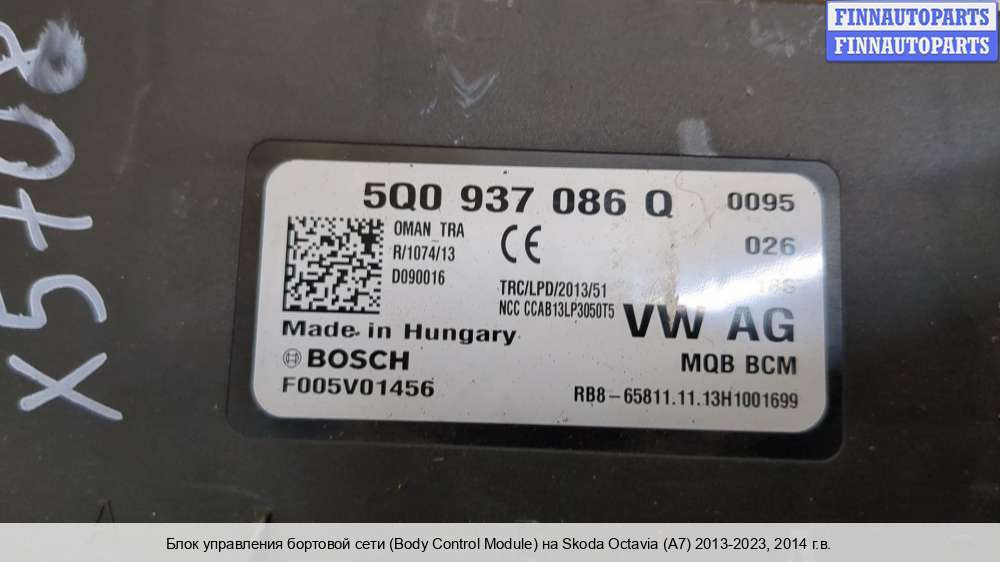 FINNAUTOPARTS
FINNAUTOPARTS
X5408
5Q0 937 086 Q 0095
OMAN_TRA
R/1074/13
D090016
CE
026
TRC/LPD/2013/51
NCC CCAB13LP3050T5
VW AG
Made in Hungary
BOSCH
MQB BCM
F005V01456
RB8-65811.11.13H1001699
Блок управления бортовой сети (Body Control Module) на Skoda Octavia (A7) 2013-2023, 2014 г.в.